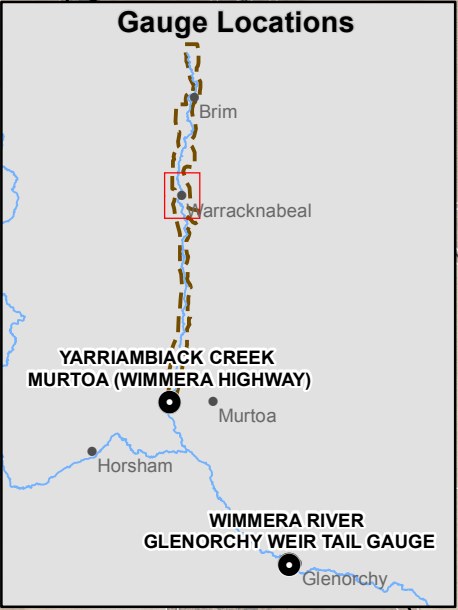 Gauge Locations
Brim
Warracknabeal
YARRIAMBIACK CREEK
MURTOA (WIMMERA HIGHWAY)
Murtoa
Horsham
WIMMERA RIVER
GLENORCHY WEIR TAIL GAUGE
Glenorchy